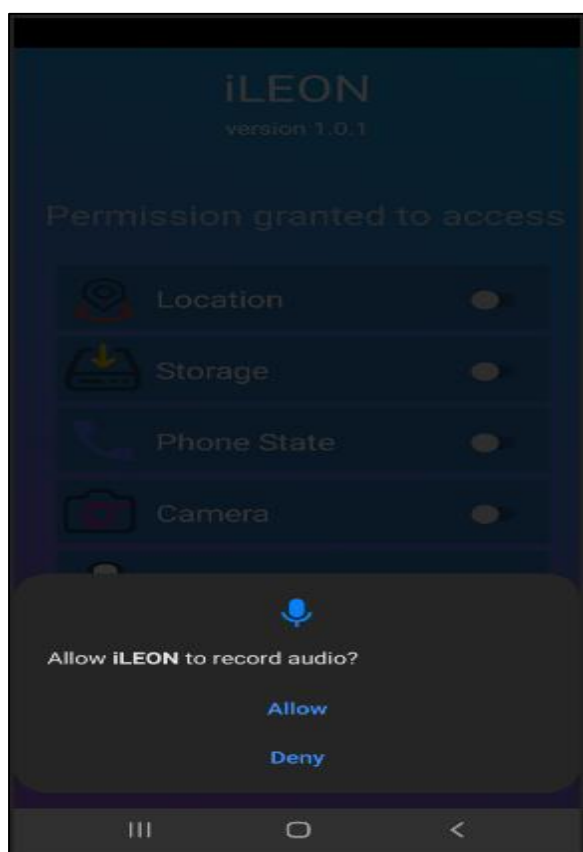 iLEON
version 1.0.1
Permission granted to access
Location
Storage
Phone State
Camera
Allow iLEON to record audio?
Allow
Deny